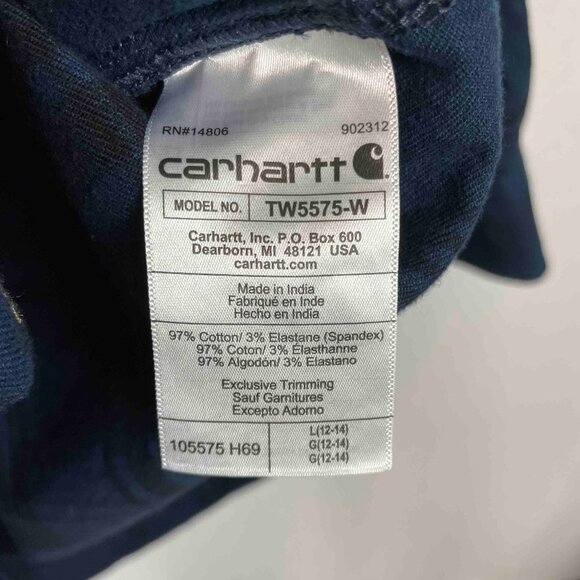 RN#14806 902312
carhartt
MODEL NO. TW5575-W
Carhartt, Inc. P.O. Box 600
Dearborn, MI 48121 USA
carhartt.com
Made in India
Fabriqué en Inde
Hecho en India
97% Cotton/ 3% Elastane (Spandex)
97% Coton/ 3% Élasthanne
97% Algodón/ 3% Elastano
Exclusive Trimming
Sauf Garnitures
Excepto Adorno
105575 H69
L(12-14)
G(12-14)
G(12-14)